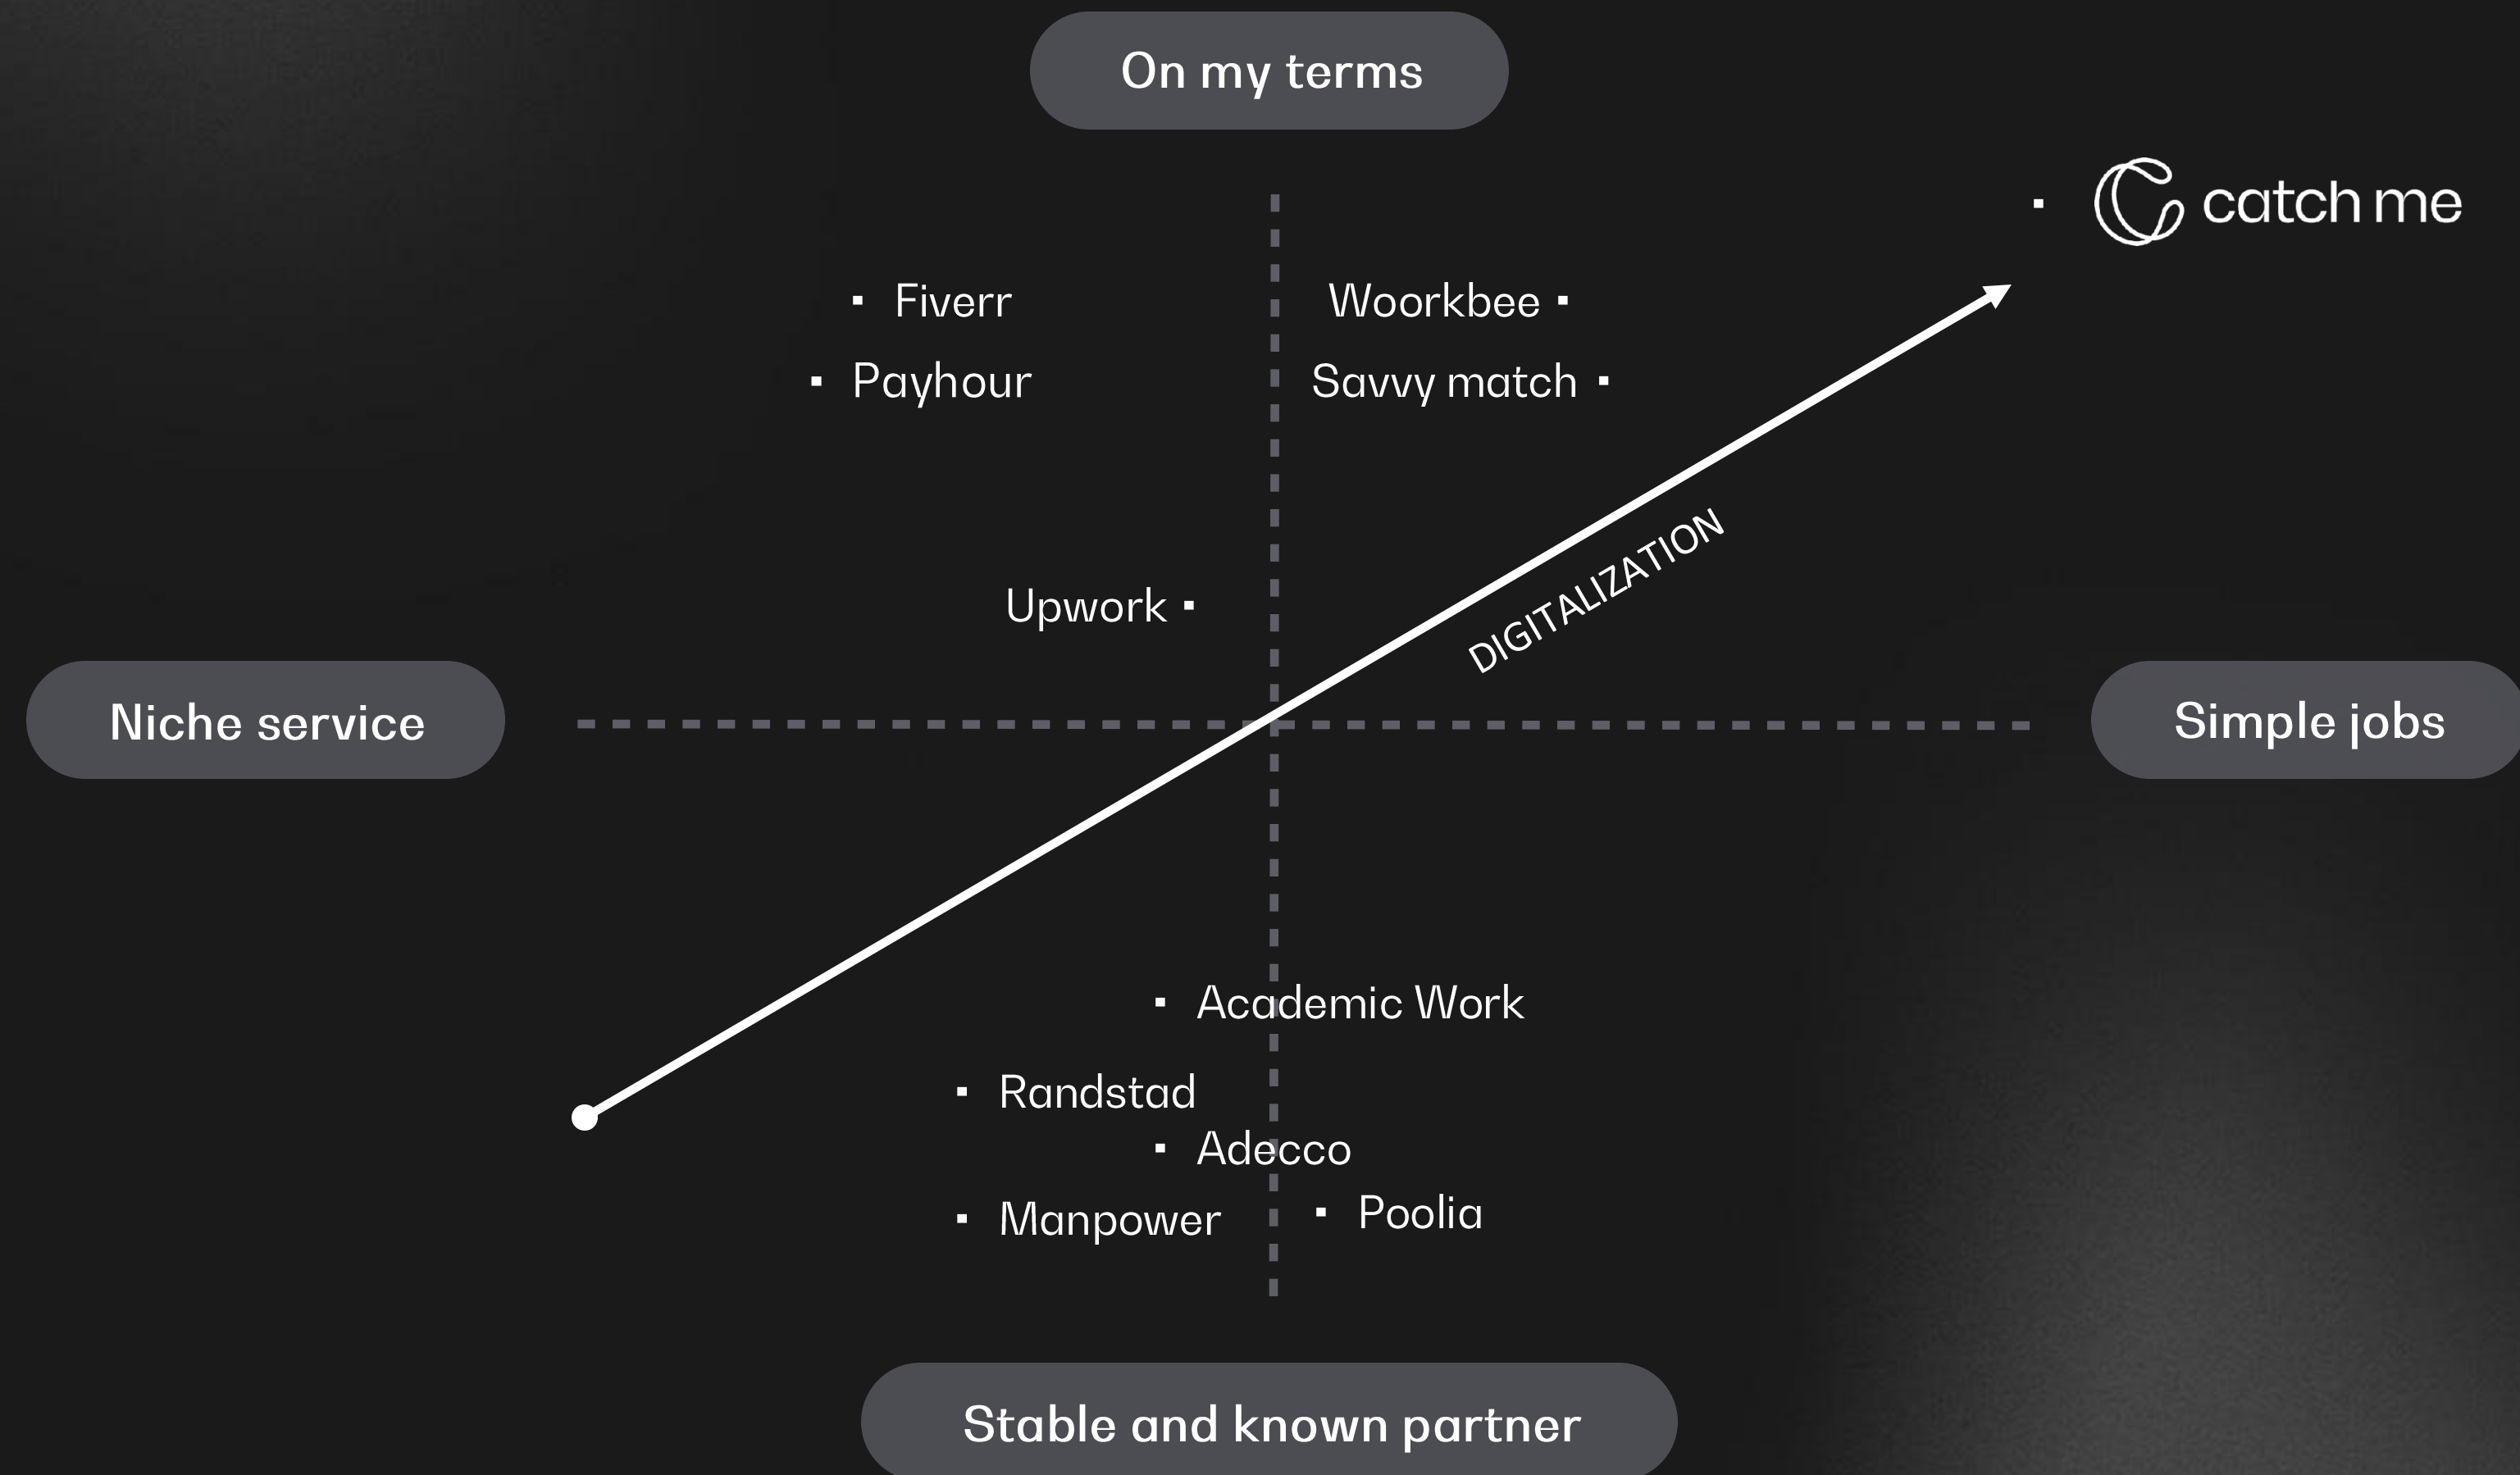 On my terms
catch me
Fiverr
Woorkbee
Payhour
Savvy match
DIGITALIZATION
Upwork
Niche service
Simple jobs
Academic Work
Randstad
Adecco
Manpower
Poolia
Stable and known partner